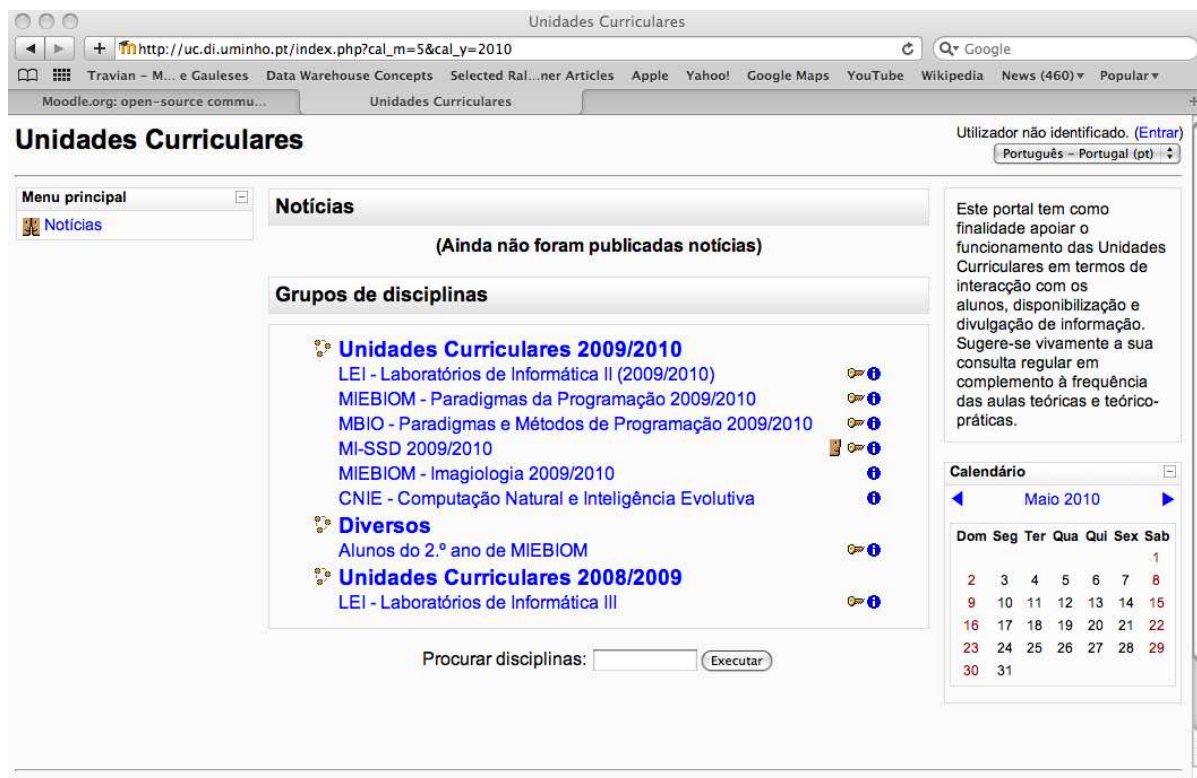 Unidades Curriculares
http://uc.di.uminho.pt/index.php?cal_m=5&cal_y=2010
Google
Travian - M... e Gauleses Data Warehouse Concepts Selected Ral...ner Articles Apple Yahoo! Google Maps YouTube Wikipedia News (460) Popular
Moodle.org: open-source commu... Unidades Curriculares
Unidades Curriculares
Utilizador não identificado. (Entrar)
Português - Portugal (pt)
Menu principal
Notícias
Notícias
(Ainda não foram publicadas notícias)
Grupos de disciplinas
Unidades Curriculares 2009/2010
LEI - Laboratórios de Informática II (2009/2010)
MIEBIOM - Paradigmas da Programação 2009/2010
MBIO - Paradigmas e Métodos de Programação 2009/2010
MI-SSD 2009/2010
MIEBIOM - Imagiologia 2009/2010
CNIE - Computação Natural e Inteligência Evolutiva
Diversos
Alunos do 2.º ano de MIEBIOM
Unidades Curriculares 2008/2009
LEI - Laboratórios de Informática III
Procurar disciplinas: Executar
Este portal tem como
finalidade apoiar o
funcionamento das Unidades
Curriculares em termos de
interacção com os
alunos, disponibilização e
divulgação de informação.
Sugere-se vivamente a sua
consulta regular em
complemento à frequência
das aulas teóricas e teórico-
práticas.
Calendário
Maio 2010
Dom Seg Ter Qua Qui Sex Sab
1
2 3 4 5 6 7 8
9 10 11 12 13 14 15
16 17 18 19 20 21 22
23 24 25 26 27 28 29
30 31